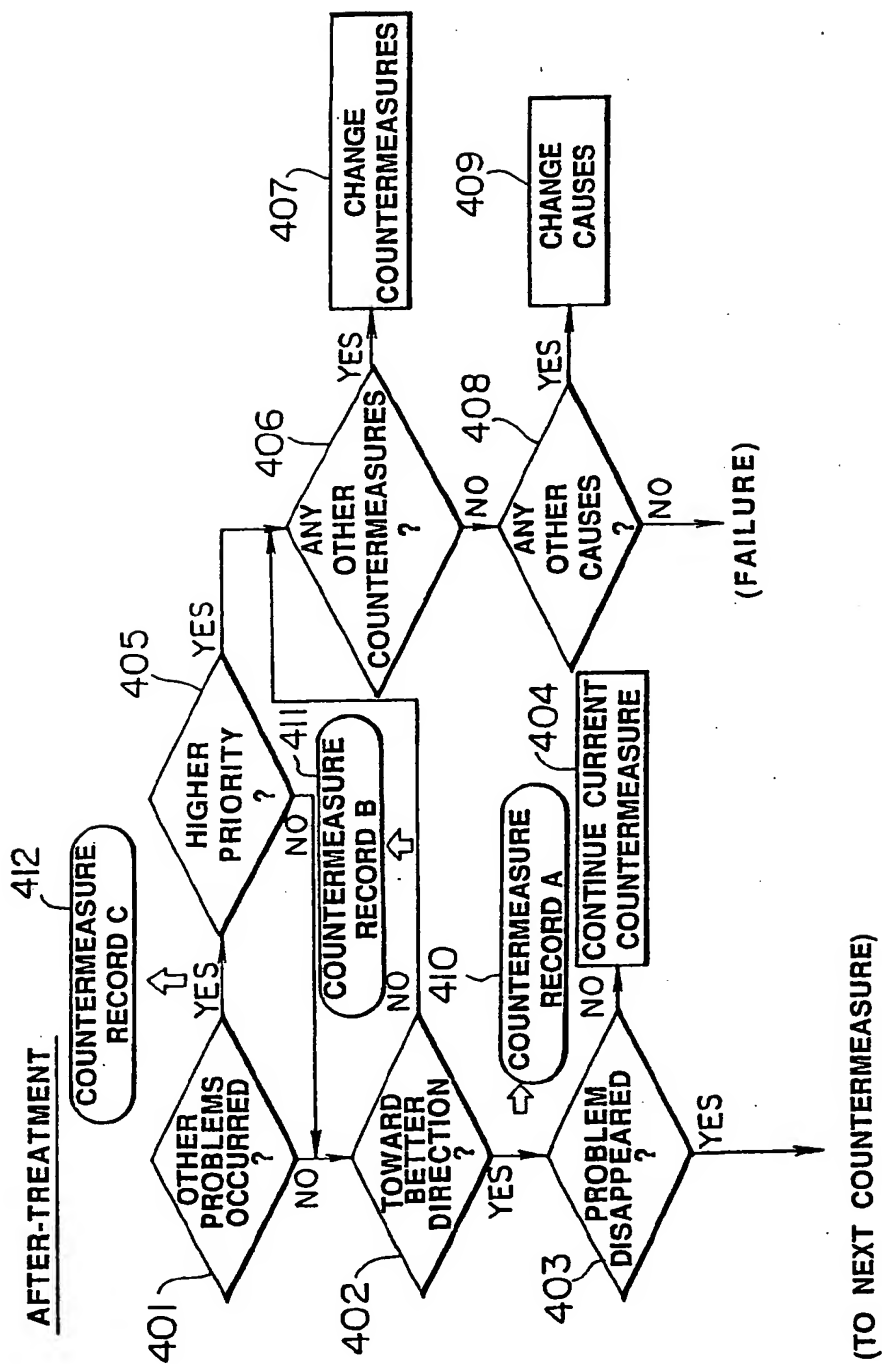 AFTER-TREATMENT
412
COUNTERMEASURE.
RECORD C
401
OTHER
PROBLEMS
OCCURRED
?
YES
NO
405
HIGHER
PRIORITY
?
YES
NO
411
COUNTERMEASURE
RECORD B
402
TOWARD
BETTER
DIRECTION
?
NO
YES
410
COUNTERMEASURE
RECORD A
403
PROBLEM
DISAPPEARED
?
NO
YES
404
CONTINUE CURRENT
COUNTERMEASURE
406
ANY
OTHER
COUNTERMEASURES
?
YES
NO
407
CHANGE
COUNTERMEASURES
408
ANY
OTHER
CAUSES
?
YES
NO
409
CHANGE
CAUSES
(FAILURE)
(TO NEXT COUNTERMEASURE)